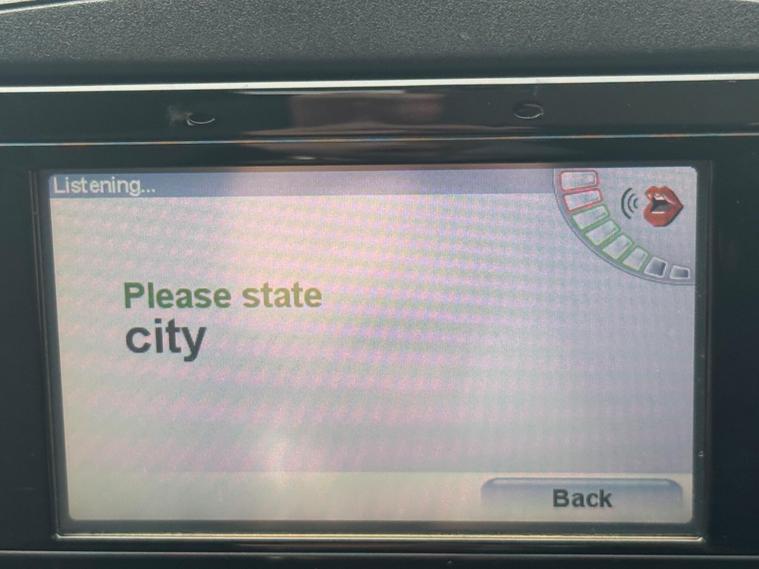 Listening...
Please state
city
Back